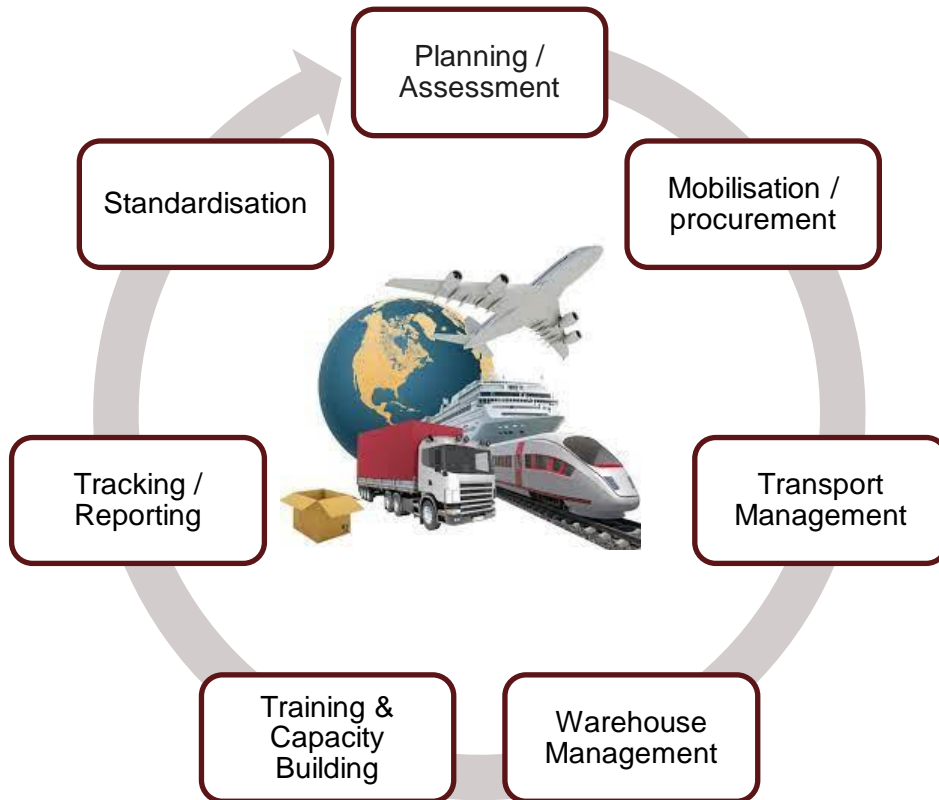 Planning /
Assessment
Mobilisation /
procurement
Transport
Management
Warehouse
Management
Training &
Capacity
Building
Tracking /
Reporting
Standardisation